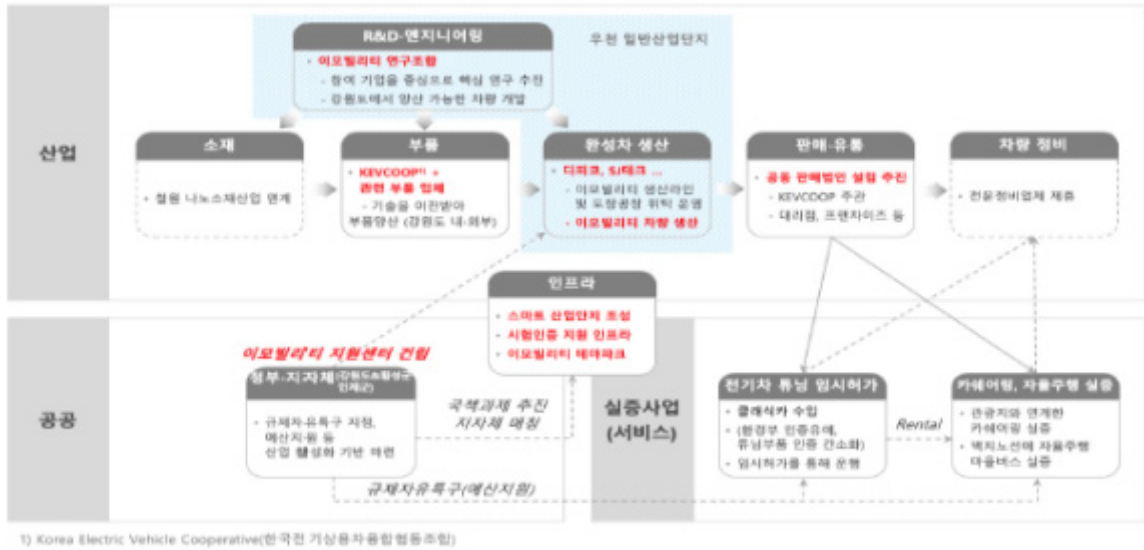 R&D-엔지니어링
우천 일반산업단지
• 이모빌리티 연구조합
- 참여 기업을 중심으로 핵심 연구 추진
- 강원도에서 양산 가능한 차량 개발
산업
소재
부품
완성차 생산
판매·유통
차량 정비
• 철원 나노소재산업 연계
• KEVCOOP¹⁾ +
관련 부품 업체
- 기술을 이전받아
부품양산 (강원도 내·외부)
• 디피코, SJ테크 ...
- 이모빌리티 생산라인
및 도장공장 위탁 운영
• 이모빌리티 차량 생산
• 공동 판매법인 설립 추진
- KEVCOOP 주관
- 대리점, 프랜차이즈 등
• 전문정비업체 제휴
인프라
• 스마트 산업단지 조성
• 시험인증 지원 인프라
• 이모빌리티 테마파크
공공
이모빌리티 지원센터 건립
정부·지자체(강원도&횡성군
인제군)
• 규제자유특구 지정,
예산지원 등
산업 활성화 기반 마련
국책과제 추진
지자체 매칭
규제자유특구(예산지원)
실증사업
(서비스)
전기차 튜닝 임시허가
• 클래식카 수입
• (환경부 인증유예,
튜닝부품 인증 간소화)
• 임시허가를 통해 운행
Rental
카쉐어링, 자율주행 실증
• 관광지와 연계한
카쉐어링 실증
• 벽지노선에 자율주행
마을버스 실증
1) Korea Electric Vehicle Cooperative(한국전기상용차융합협동조합)